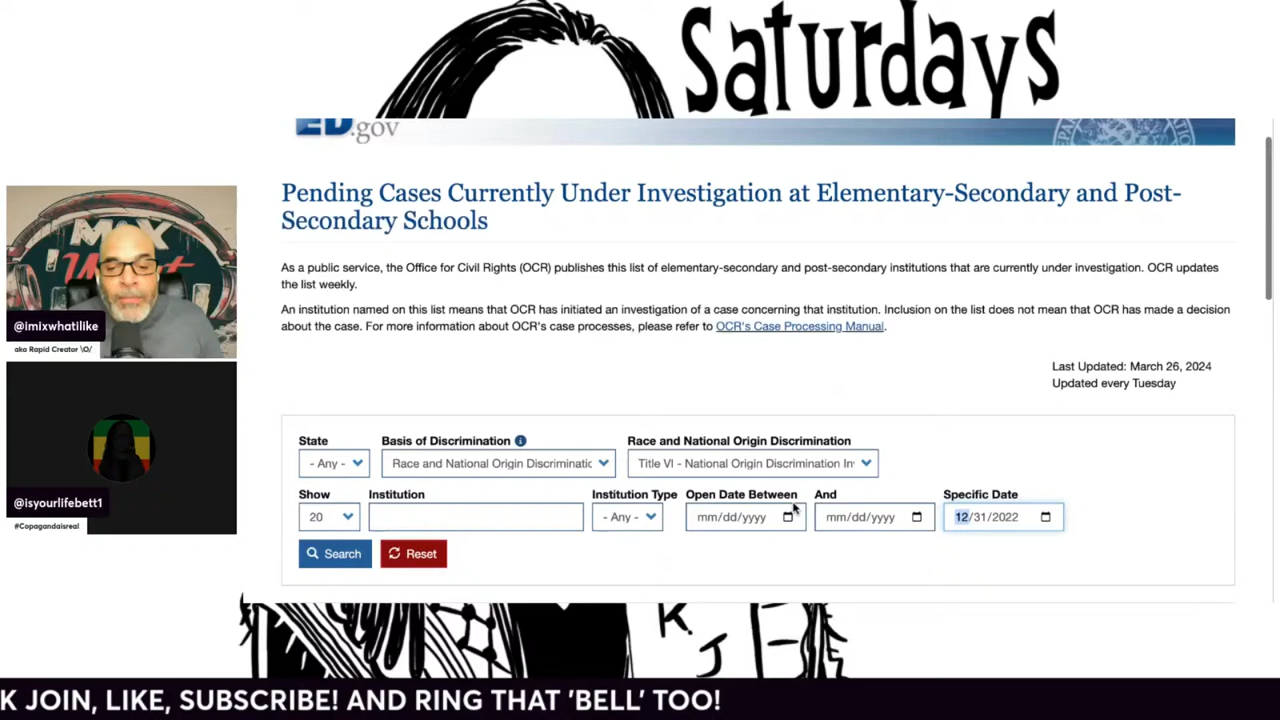 Saturdays
ED.gov
Pending Cases Currently Under Investigation at Elementary-Secondary and Post-
Secondary Schools
As a public service, the Office for Civil Rights (OCR) publishes this list of elementary-secondary and post-secondary institutions that are currently under investigation. OCR updates
the list weekly.
An institution named on this list means that OCR has initiated an investigation of a case concerning that institution. Inclusion on the list does not mean that OCR has made a decision
about the case. For more information about OCR's case processes, please refer to OCR's Case Processing Manual.
Last Updated: March 26, 2024
Updated every Tuesday
State Basis of Discrimination Race and National Origin Discrimination
- Any - Race and National Origin Discriminatic Title VI - National Origin Discrimination In
Show Institution Institution Type Open Date Between And Specific Date
20 - Any - mm/dd/yyyy mm/dd/yyyy 12/31/2022
Search Reset
@imixwhatilike
aka Rapid Creator \O/
@isyourlifebett1
#Copagandaisreal
K JOIN, LIKE, SUBSCRIBE! AND RING THAT 'BELL' TOO!